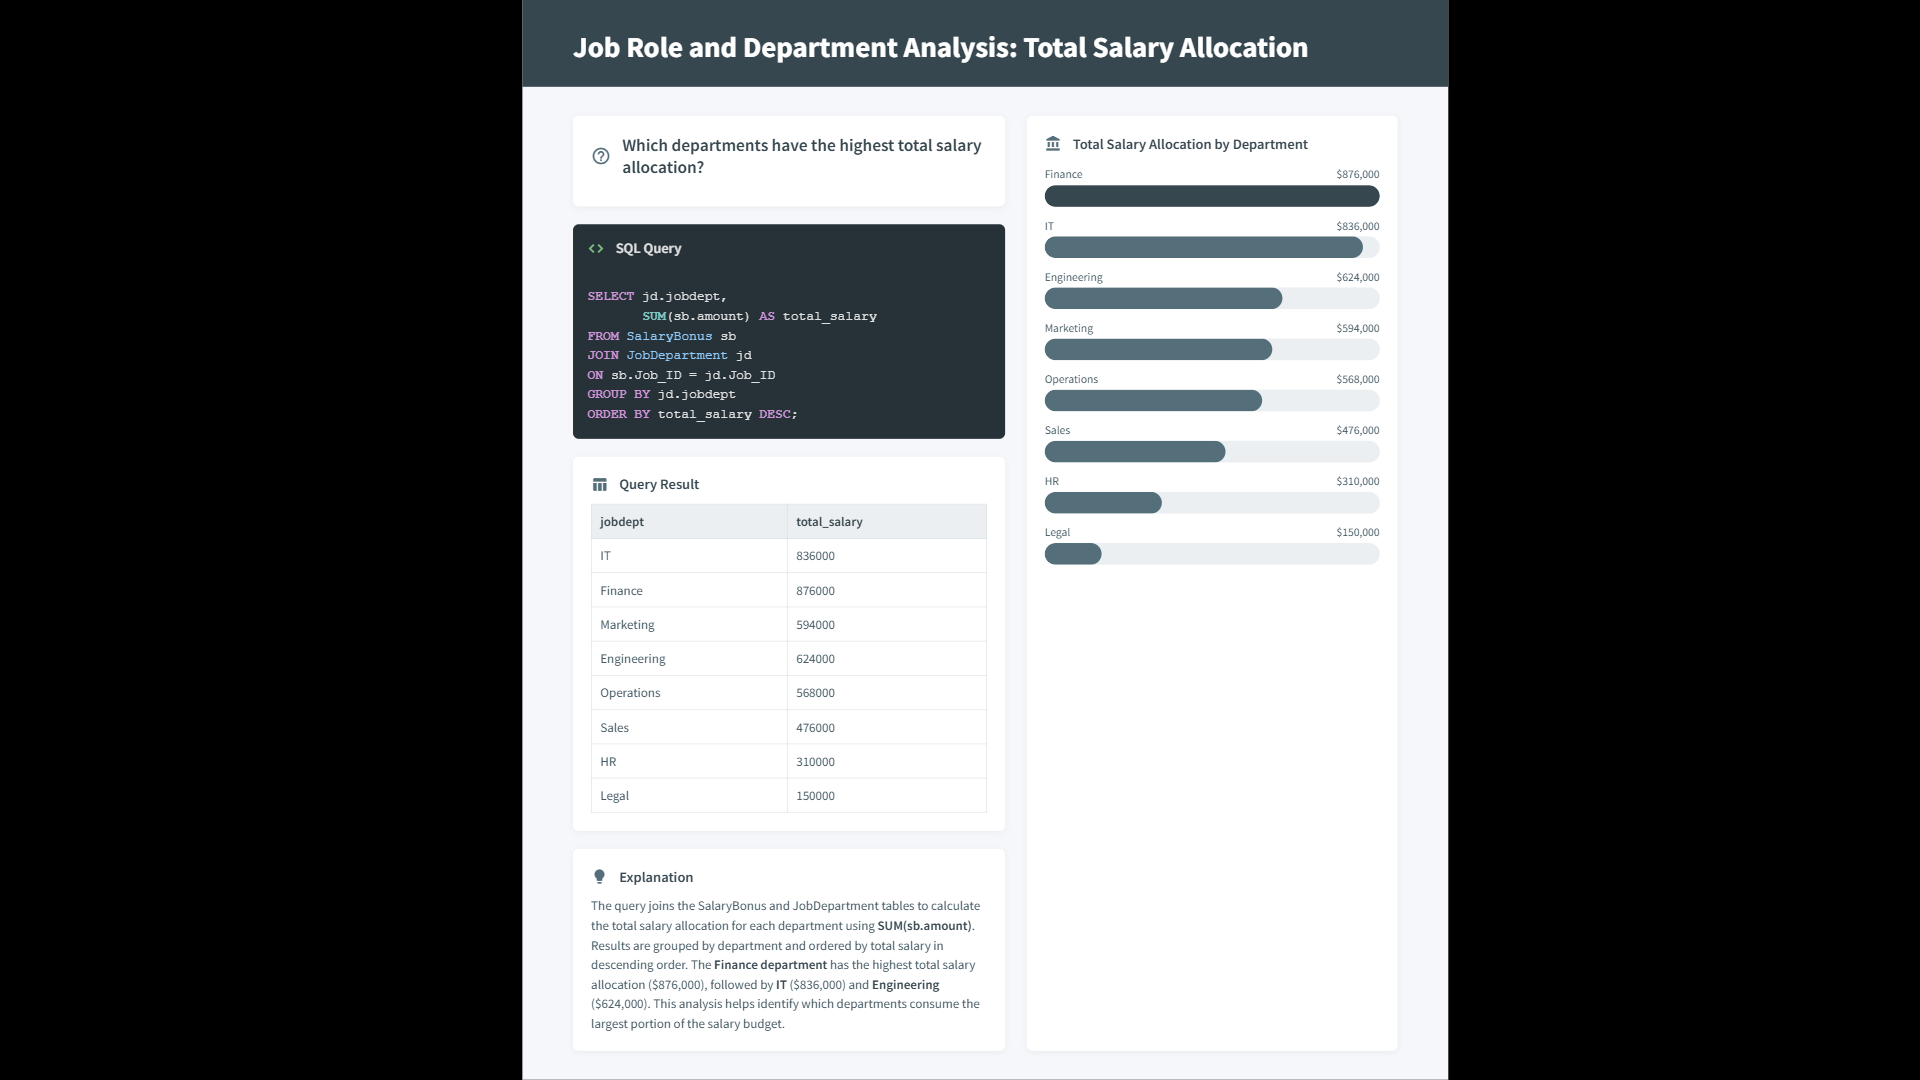 Job Role and Department Analysis: Total Salary Allocation
Which departments have the highest total salary
allocation?
SQL Query
SELECT jd.jobdept,
       SUM(sb.amount) AS total_salary
FROM SalaryBonus sb
JOIN JobDepartment jd
ON sb.Job_ID = jd.Job_ID
GROUP BY jd.jobdept
ORDER BY total_salary DESC;
Query Result
jobdept total_salary
IT 836000
Finance 876000
Marketing 594000
Engineering 624000
Operations 568000
Sales 476000
HR 310000
Legal 150000
Explanation
The query joins the SalaryBonus and JobDepartment tables to calculate
the total salary allocation for each department using SUM(sb.amount).
Results are grouped by department and ordered by total salary in
descending order. The Finance department has the highest total salary
allocation ($876,000), followed by IT ($836,000) and Engineering
($624,000). This analysis helps identify which departments consume the
largest portion of the salary budget.
Total Salary Allocation by Department
Finance $876,000
IT $836,000
Engineering $624,000
Marketing $594,000
Operations $568,000
Sales $476,000
HR $310,000
Legal $150,000